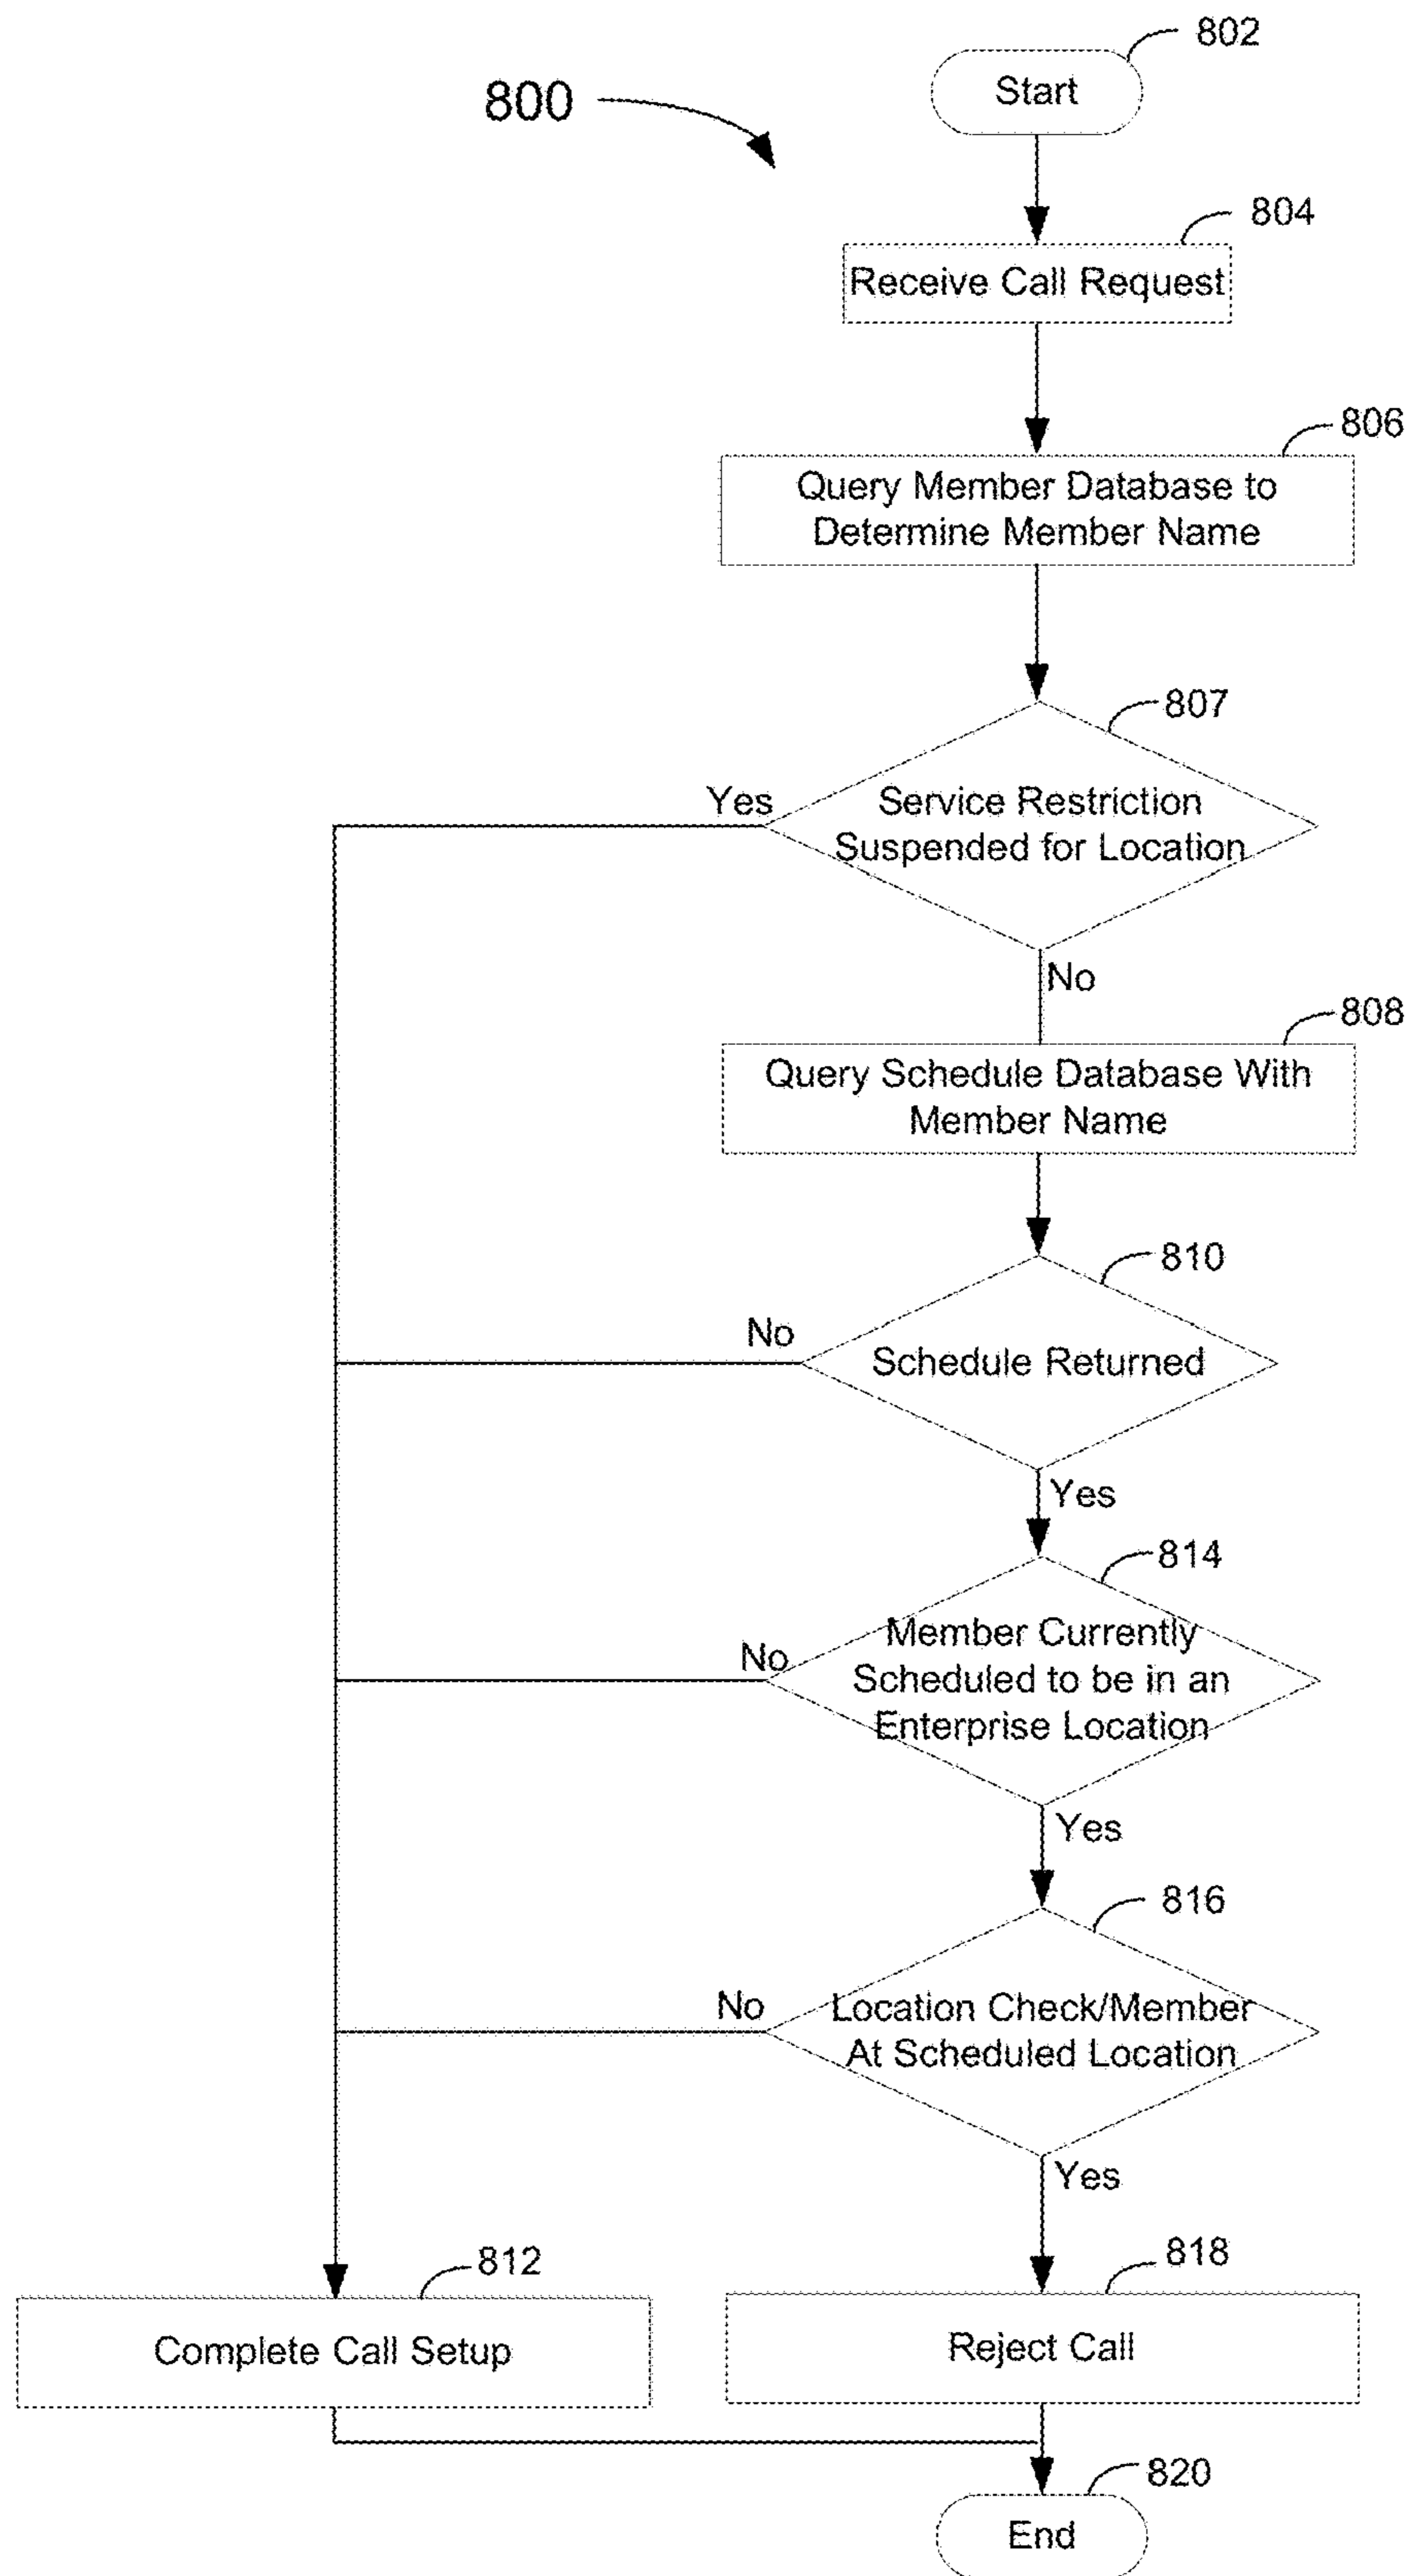 802
Start
800
804
Receive Call Request
806
Query Member Database to
Determine Member Name
807
Yes
Service Restriction
Suspended for Location
No
808
Query Schedule Database With
Member Name
810
No
Schedule Returned
Yes
814
No
Member Currently
Scheduled to be in an
Enterprise Location
Yes
816
No
Location Check/Member
At Scheduled Location
Yes
812
Complete Call Setup
818
Reject Call
820
End